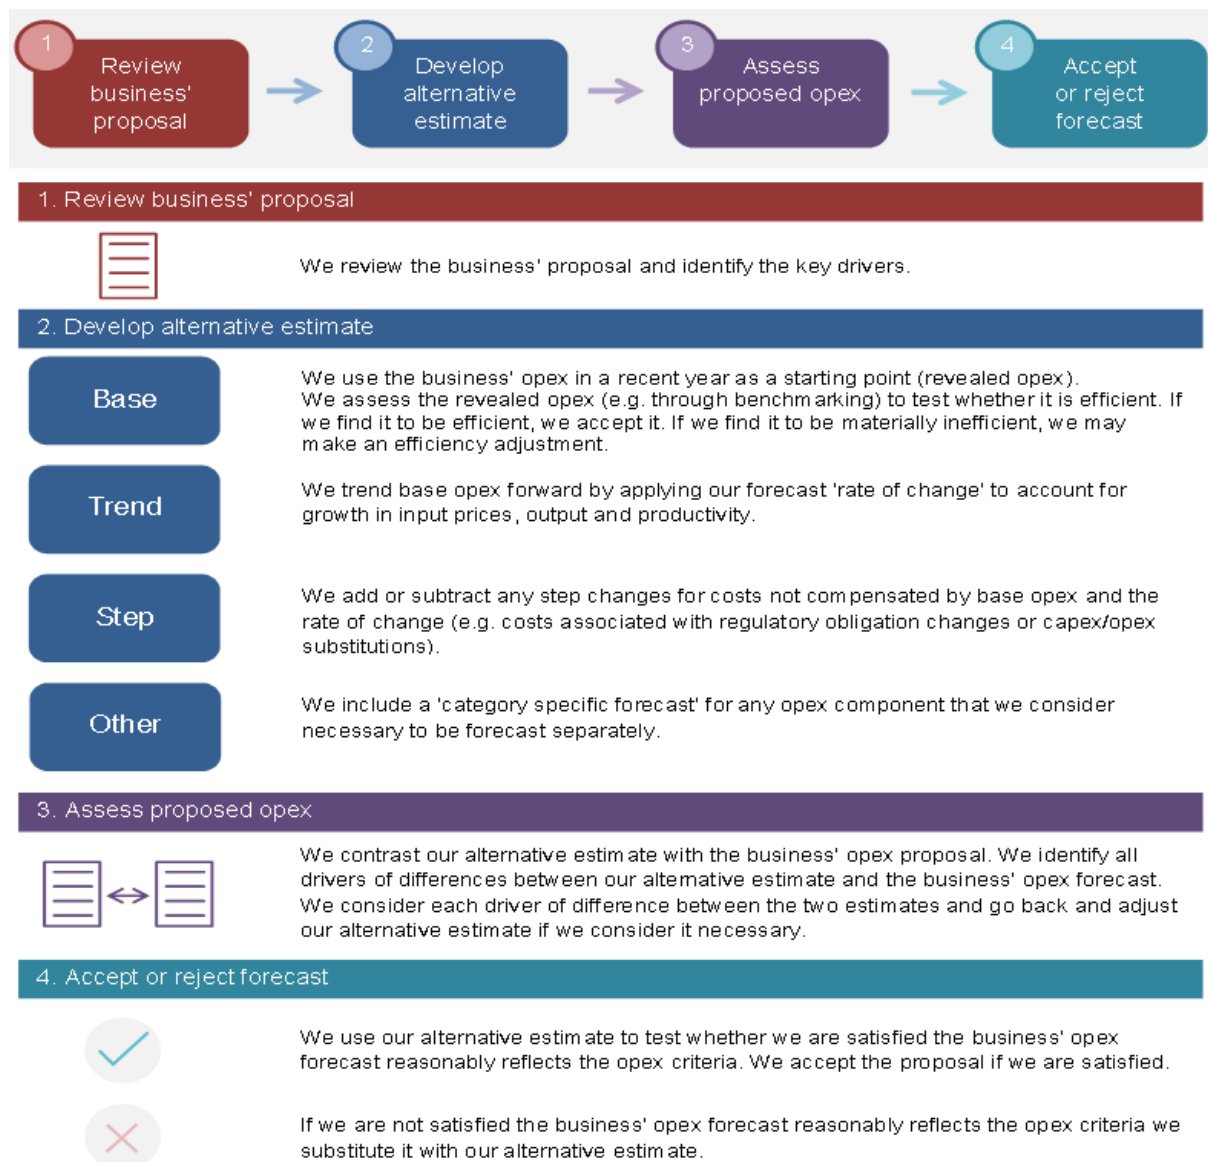 1
Review
business'
proposal
2
Develop
alternative
estimate
3
Assess
proposed opex
4
Accept
or reject
forecast
1. Review business' proposal
We review the business' proposal and identify the key drivers.
2. Develop alternative estimate
Base
We use the business' opex in a recent year as a starting point (revealed opex).
We assess the revealed opex (e.g. through benchmarking) to test whether it is efficient. If
we find it to be efficient, we accept it. If we find it to be materially inefficient, we may
make an efficiency adjustment.
Trend
We trend base opex forward by applying our forecast 'rate of change' to account for
growth in input prices, output and productivity.
Step
We add or subtract any step changes for costs not compensated by base opex and the
rate of change (e.g. costs associated with regulatory obligation changes or capex/opex
substitutions).
Other
We include a 'category specific forecast' for any opex component that we consider
necessary to be forecast separately.
3. Assess proposed opex
We contrast our alternative estimate with the business' opex proposal. We identify all
drivers of differences between our alternative estimate and the business' opex forecast.
We consider each driver of difference between the two estimates and go back and adjust
our alternative estimate if we consider it necessary.
4. Accept or reject forecast
We use our alternative estimate to test whether we are satisfied the business' opex
forecast reasonably reflects the opex criteria. We accept the proposal if we are satisfied.
If we are not satisfied the business' opex forecast reasonably reflects the opex criteria we
substitute it with our alternative estimate.